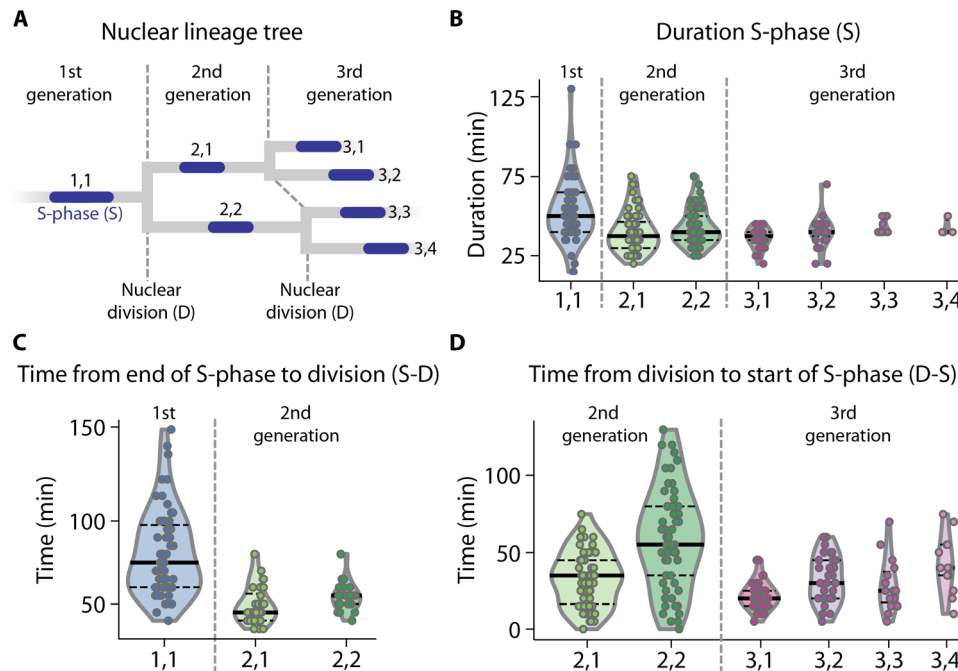 A
Nuclear lineage tree
1st
generation
2nd
generation
3rd
generation
1,1
S-phase (S)
2,1
2,2
3,1
3,2
3,3
3,4
Nuclear
division (D)
Nuclear
division (D)
B
Duration S-phase (S)
1st
2nd
generation
3rd
generation
Duration (min)
125
75
25
1,1
2,1
2,2
3,1
3,2
3,3
3,4
C
Time from end of S-phase to division (S-D)
1st
2nd
generation
Time (min)
150
100
50
1,1
2,1
2,2
D
Time from division to start of S-phase (D-S)
2nd
generation
3rd
generation
Time (min)
100
50
0
2,1
2,2
3,1
3,2
3,3
3,4